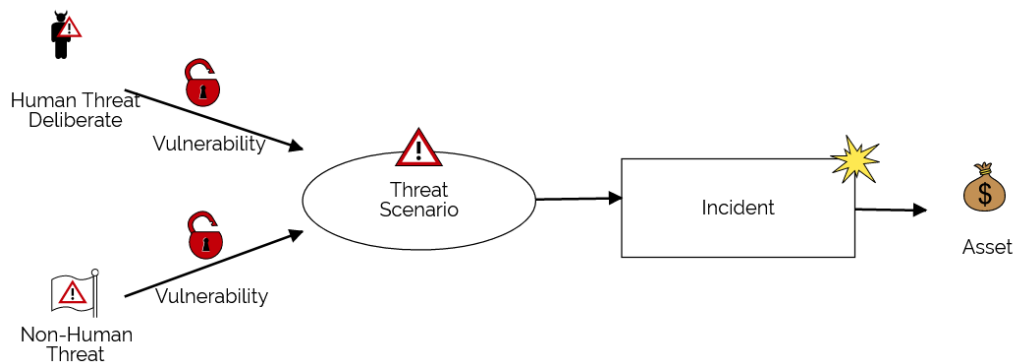 Human Threat
Deliberate
Vulnerability
!
Threat
Scenario
Incident
$
Asset
Vulnerability
Non-Human
Threat